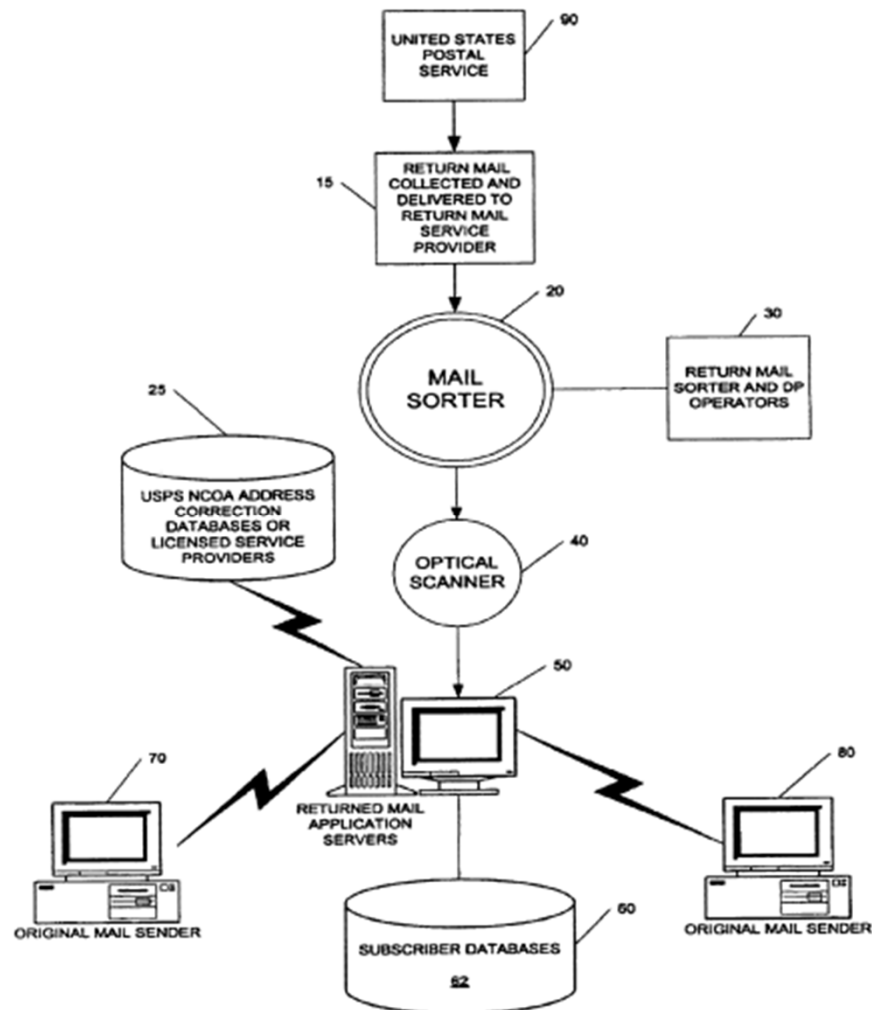 90
UNITED STATES
POSTAL
SERVICE
15
RETURN MAIL
COLLECTED AND
DELIVERED TO
RETURN MAIL
SERVICE
PROVIDER
20
MAIL
SORTER
30
RETURN MAIL
SORTER AND DP
OPERATORS
25
USPS NCOA ADDRESS
CORRECTION
DATABASES OR
LICENSED SERVICE
PROVIDERS
40
OPTICAL
SCANNER
50
RETURNED MAIL
APPLICATION
SERVERS
70
ORIGINAL MAIL SENDER
80
ORIGINAL MAIL SENDER
60
SUBSCRIBER DATABASES
62